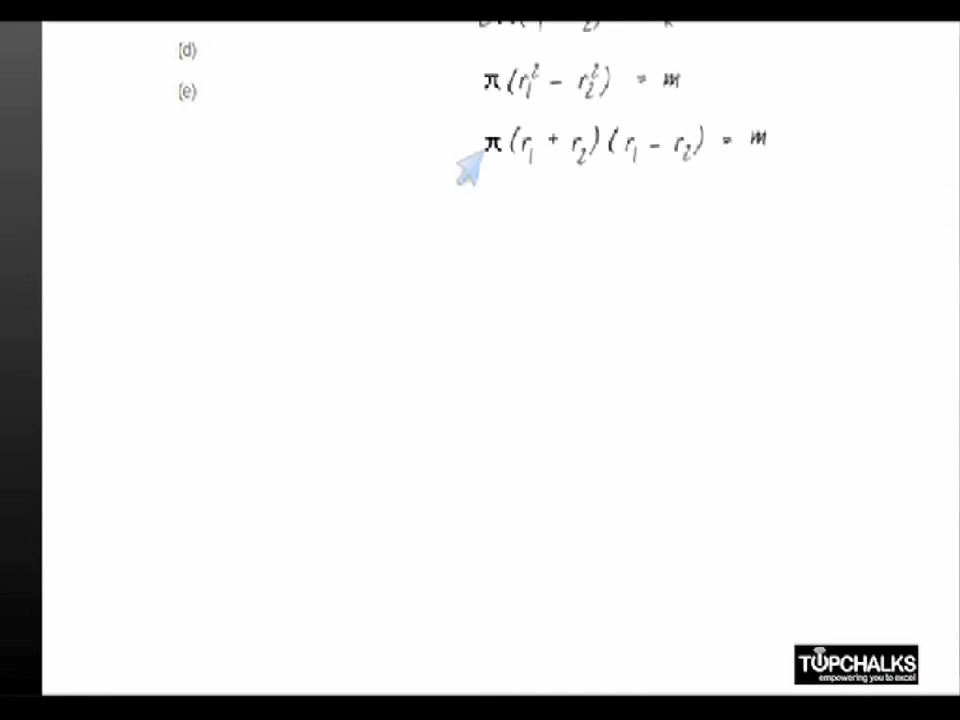 (d)
π(r₁² − r₂²) = m
(e)
π(r₁ + r₂)(r₁ − r₂) = m
TOPCHALKS
empowering you to excel